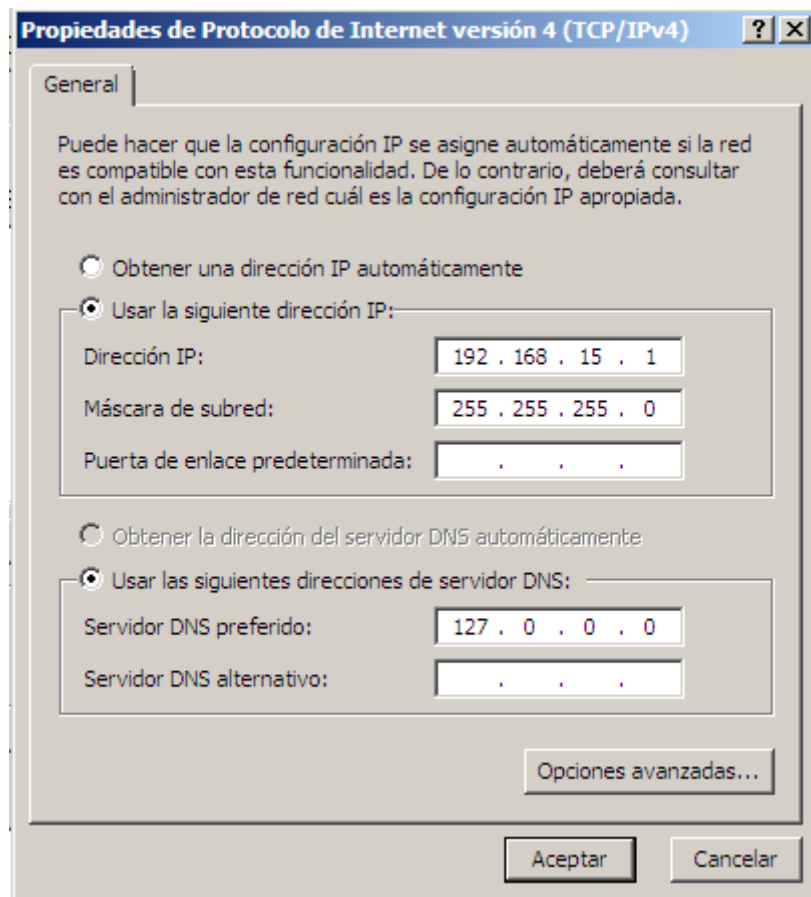 Propiedades de Protocolo de Internet versión 4 (TCP/IPv4)
General
Puede hacer que la configuración IP se asigne automáticamente si la red
es compatible con esta funcionalidad. De lo contrario, deberá consultar
con el administrador de red cuál es la configuración IP apropiada.
Obtener una dirección IP automáticamente
Usar la siguiente dirección IP:
Dirección IP: 192 . 168 . 15 . 1
Máscara de subred: 255 . 255 . 255 . 0
Puerta de enlace predeterminada: . . .
Obtener la dirección del servidor DNS automáticamente
Usar las siguientes direcciones de servidor DNS:
Servidor DNS preferido: 127 . 0 . 0 . 0
Servidor DNS alternativo: . . .
Opciones avanzadas...
Aceptar Cancelar